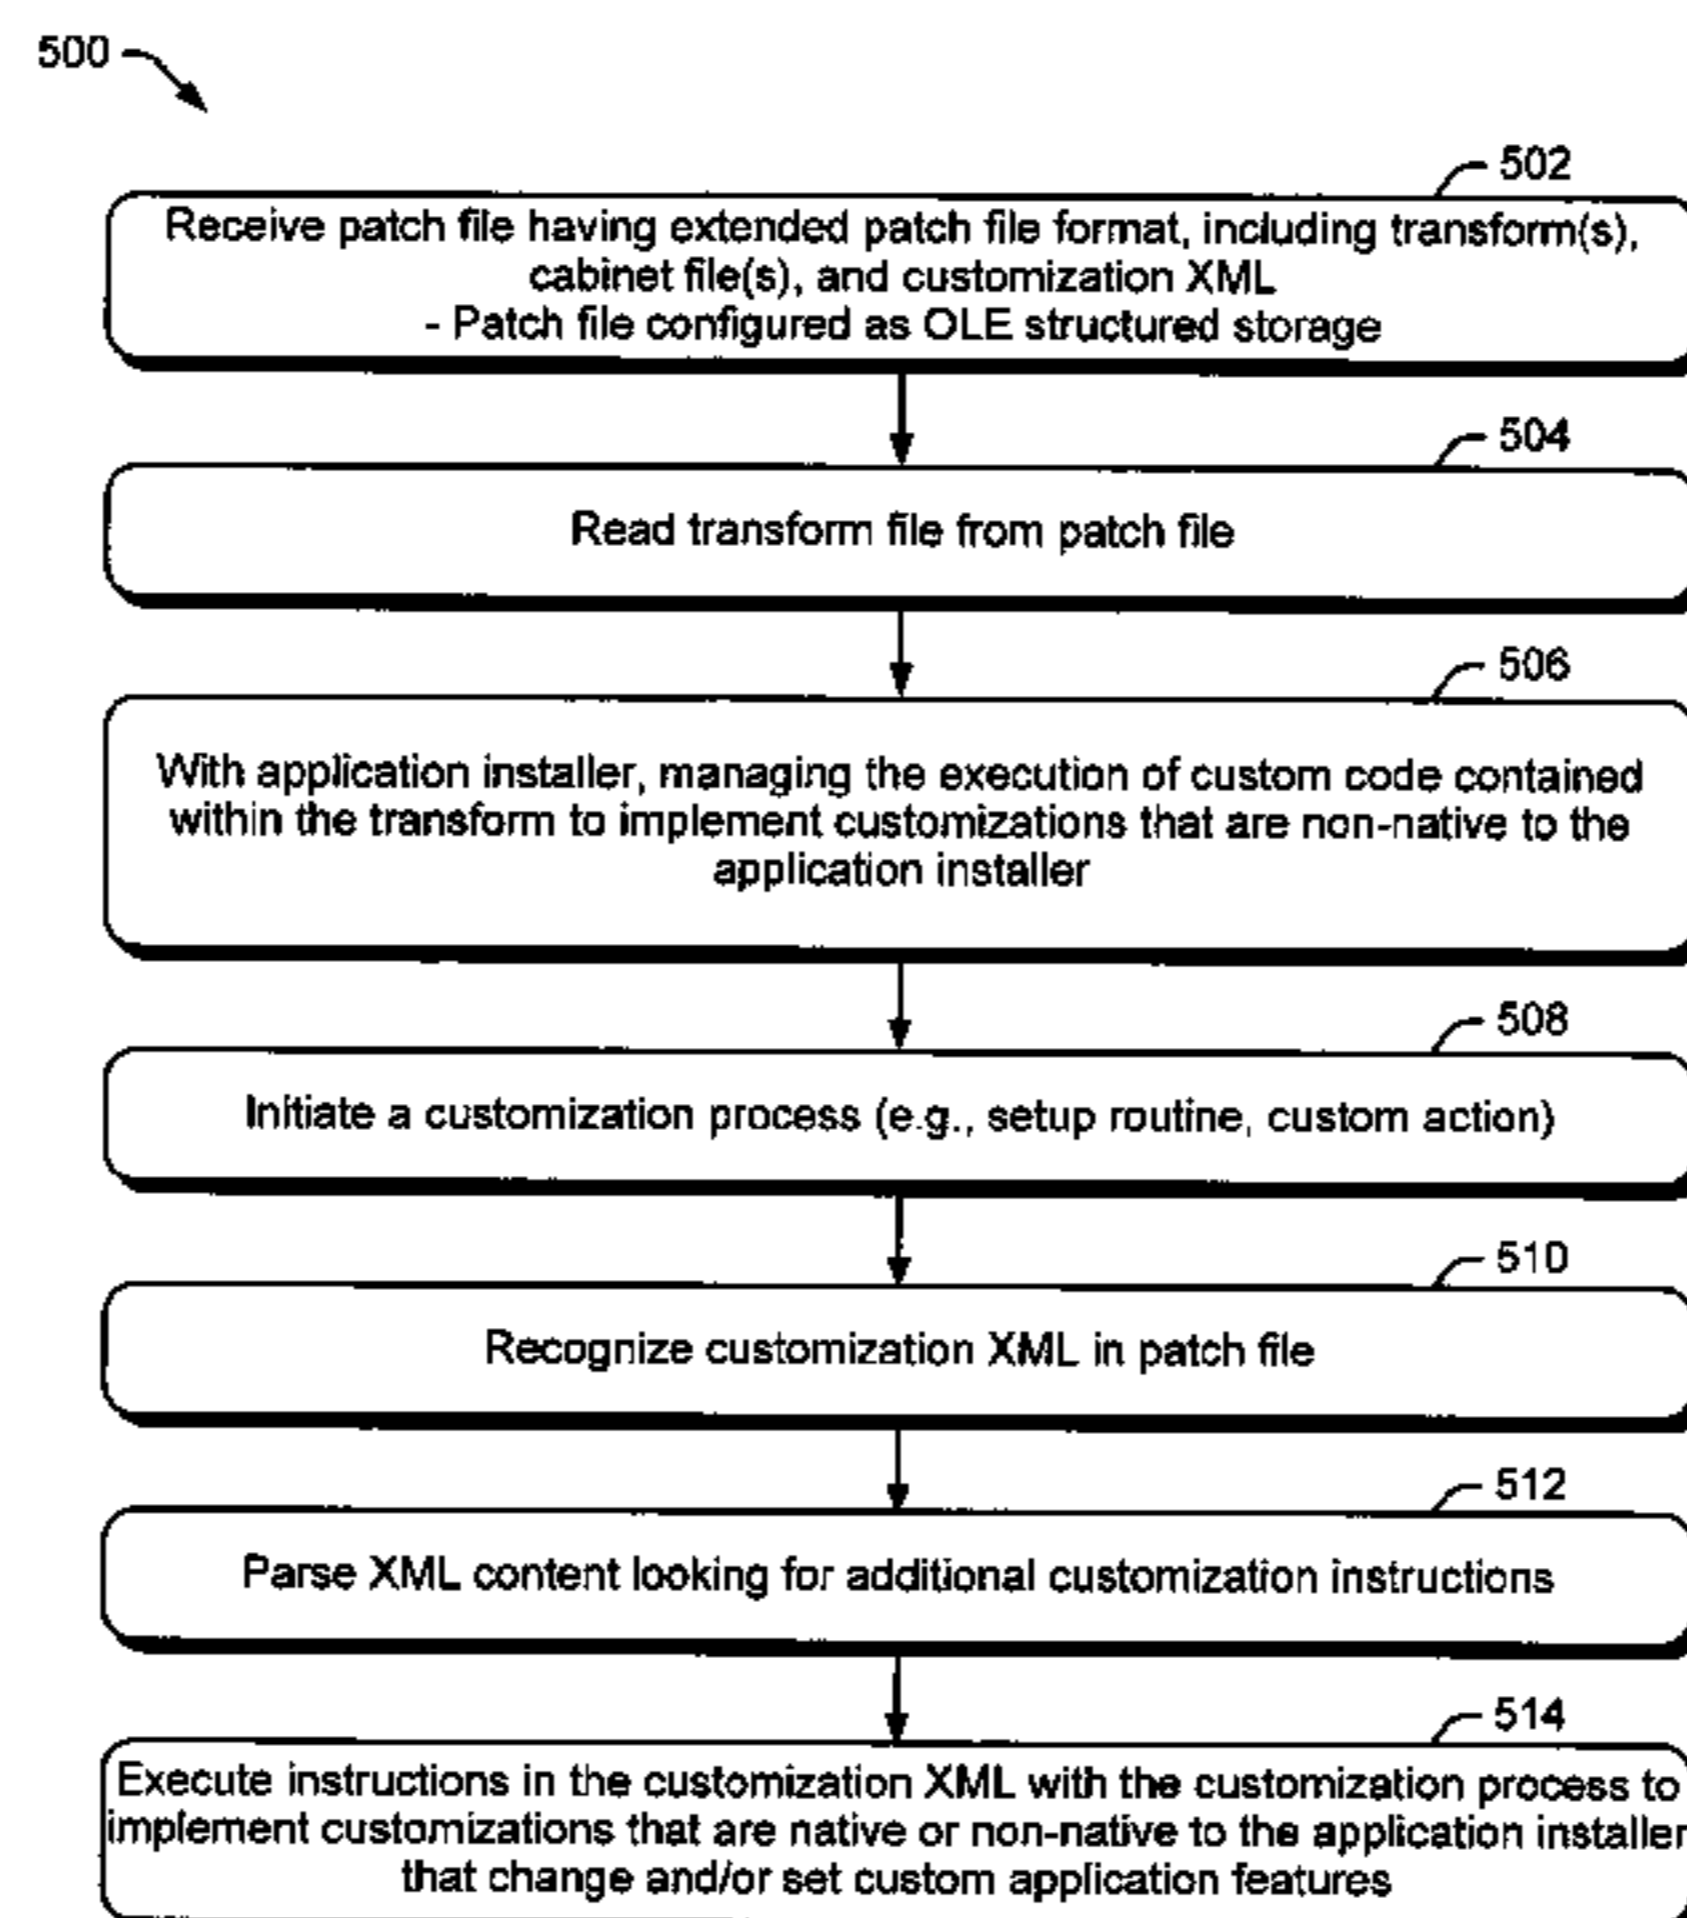 500
502
Receive patch file having extended patch file format, including transform(s),
cabinet file(s), and customization XML
- Patch file configured as OLE structured storage
504
Read transform file from patch file
506
With application installer, managing the execution of custom code contained
within the transform to implement customizations that are non-native to the
application installer
508
Initiate a customization process (e.g., setup routine, custom action)
510
Recognize customization XML in patch file
512
Parse XML content looking for additional customization instructions
514
Execute instructions in the customization XML with the customization process to
implement customizations that are native or non-native to the application installer
that change and/or set custom application features